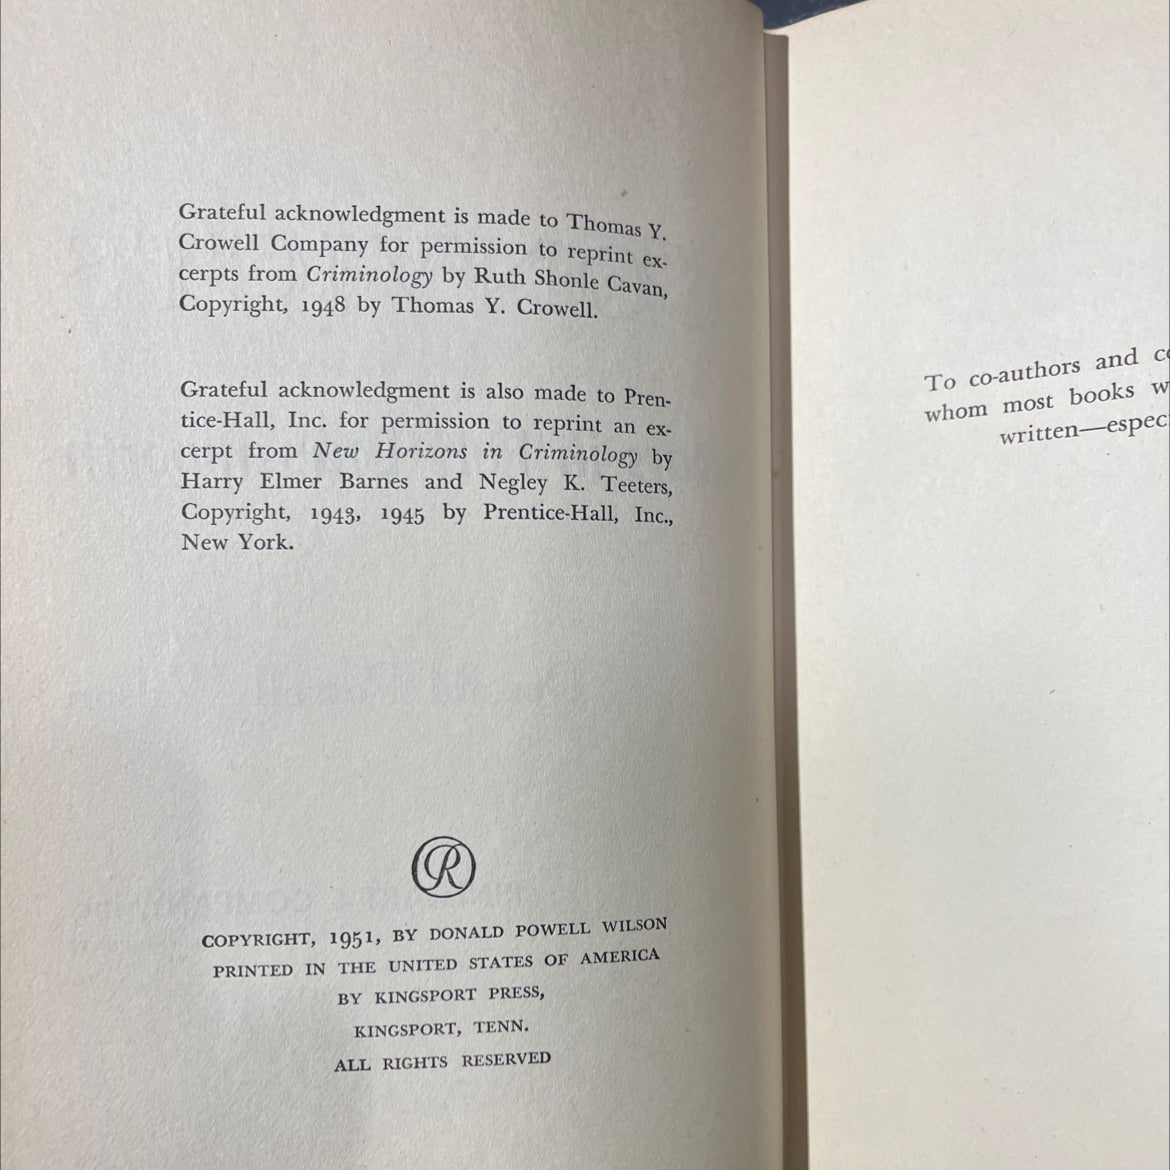 Grateful acknowledgment is made to Thomas Y.
Crowell Company for permission to reprint ex-
cerpts from Criminology by Ruth Shonle Cavan,
Copyright, 1948 by Thomas Y. Crowell.
Grateful acknowledgment is also made to Pren-
tice-Hall, Inc. for permission to reprint an ex-
cerpt from New Horizons in Criminology by
Harry Elmer Barnes and Negley K. Teeters,
Copyright, 1943, 1945 by Prentice-Hall, Inc.,
New York.
R
COPYRIGHT, 1951, BY DONALD POWELL WILSON
PRINTED IN THE UNITED STATES OF AMERICA
BY KINGSPORT PRESS,
KINGSPORT, TENN.
ALL RIGHTS RESERVED
To co-authors and
whom most books
written—espec